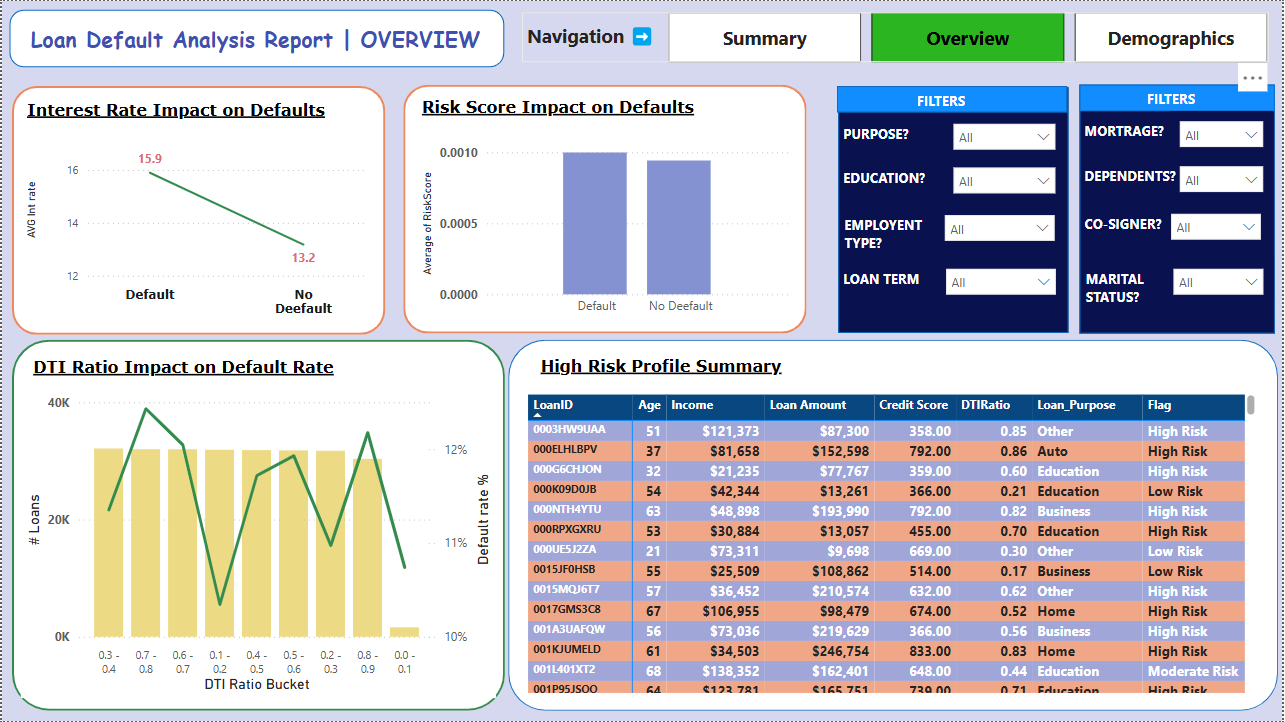 Loan Default Analysis Report | OVERVIEW
Navigation
Summary
Overview
Demographics
Interest Rate Impact on Defaults
AVG Int rate
16
14
12
15.9
13.2
Default
No
Deefault
Risk Score Impact on Defaults
Average of RiskScore
0.0010
0.0005
0.0000
Default
No Deefault
FILTERS
PURPOSE?
All
EDUCATION?
All
EMPLOYENT
TYPE?
All
LOAN TERM
All
FILTERS
MORTRAGE?
All
DEPENDENTS?
All
CO-SIGNER?
All
MARITAL
STATUS?
All
DTI Ratio Impact on Default Rate
# Loans
40K
20K
0K
12%
11%
10%
Default rate %
0.3 -
0.4
0.7 -
0.8
0.6 -
0.7
0.1 -
0.2
0.4 -
0.5
0.5 -
0.6
0.2 -
0.3
0.8 -
0.9
0.0 -
0.1
DTI Ratio Bucket
High Risk Profile Summary
LoanID Age Income Loan Amount Credit Score DTIRatio Loan_Purpose Flag
0003HW9UAA 51 $121,373 $87,300 358.00 0.85 Other High Risk
000ELHLBPV 37 $81,658 $152,598 792.00 0.86 Auto High Risk
000G6CHJON 32 $21,235 $77,767 359.00 0.60 Education High Risk
000K09D0JB 54 $42,344 $13,261 366.00 0.21 Education Low Risk
000NTH4YTU 63 $48,898 $193,990 792.00 0.82 Business High Risk
000RPXGXRU 53 $30,884 $13,057 455.00 0.70 Education High Risk
000UE5J2ZA 21 $73,311 $9,698 669.00 0.30 Other Low Risk
0015JF0HSB 55 $25,509 $108,862 514.00 0.17 Business Low Risk
0015MQJ6T7 57 $36,452 $210,574 632.00 0.62 Other High Risk
0017GMS3C8 67 $106,955 $98,479 674.00 0.52 Home High Risk
001A3UAFQW 56 $73,036 $219,629 366.00 0.56 Business High Risk
001KJUMELD 61 $34,503 $246,754 833.00 0.83 Home High Risk
001L401XT2 68 $138,352 $162,401 648.00 0.44 Education Moderate Risk
001P95JSOO 64 $123,781 $165,751 739.00 0.71 Education High Risk